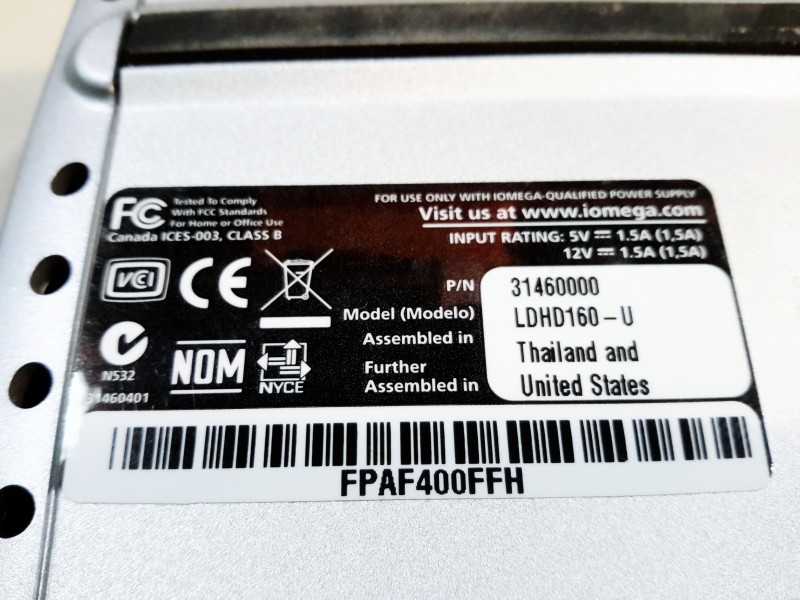 FC Tested To Comply
With FCC Standards
For Home or Office Use
Canada ICES-003, CLASS B
FOR USE ONLY WITH IOMEGA-QUALIFIED POWER SUPPLY
Visit us at www.iomega.com
INPUT RATING: 5V ⎓ 1.5A (1,5A)
12V ⎓ 1.5A (1,5A)
VCI CE
N532
NOM
NYCE
31460401
P/N 31460000
Model (Modelo) LDHD160-U
Assembled in Thailand and
Further
Assembled in United States
FPAF400FFH